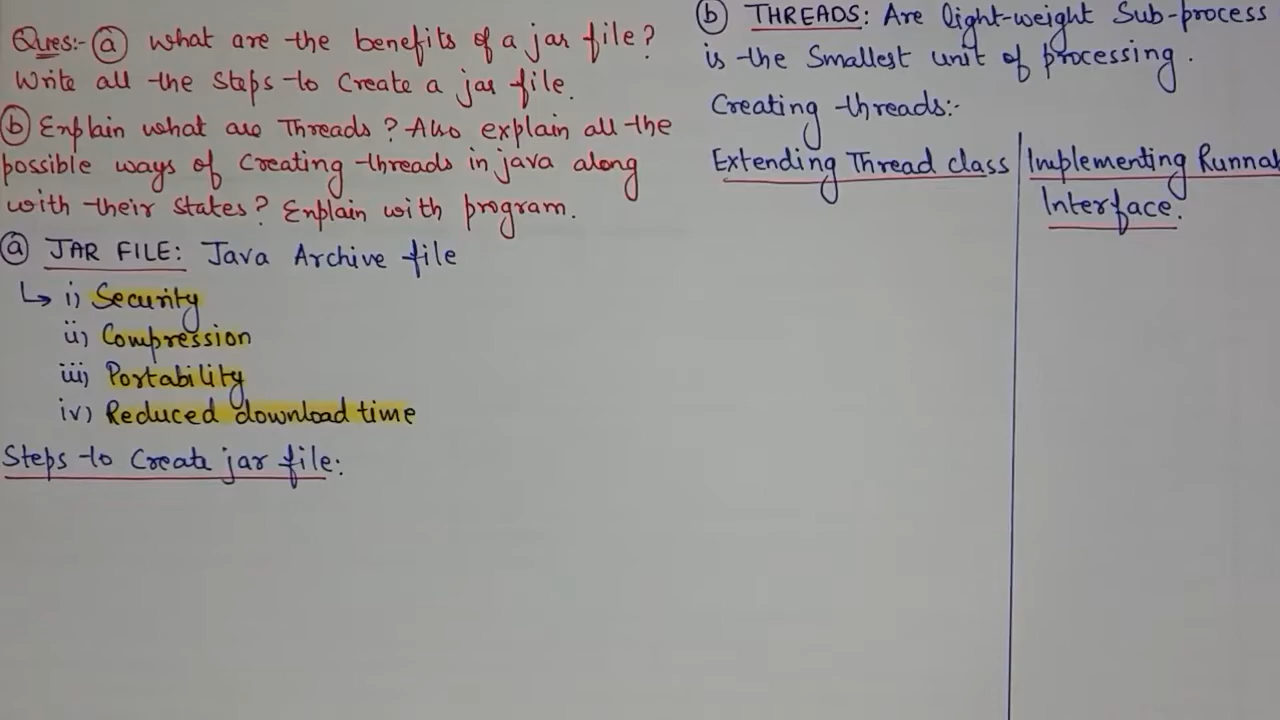 Ques:- (a) What are the benefits of a jar file?
Write all the steps to create a jar file.
(b) Explain what are Threads? Also explain all the
possible ways of creating threads in java along
with their states? Explain with program.
(a) JAR FILE: Java Archive file
↳ i) Security
ii) Compression
iii) Portability
iv) Reduced download time
Steps to create jar file:
(b) THREADS: Are light-weight Sub-process
is the smallest unit of processing.
Creating threads:-
Extending Thread class
Implementing Runnab
Interface.